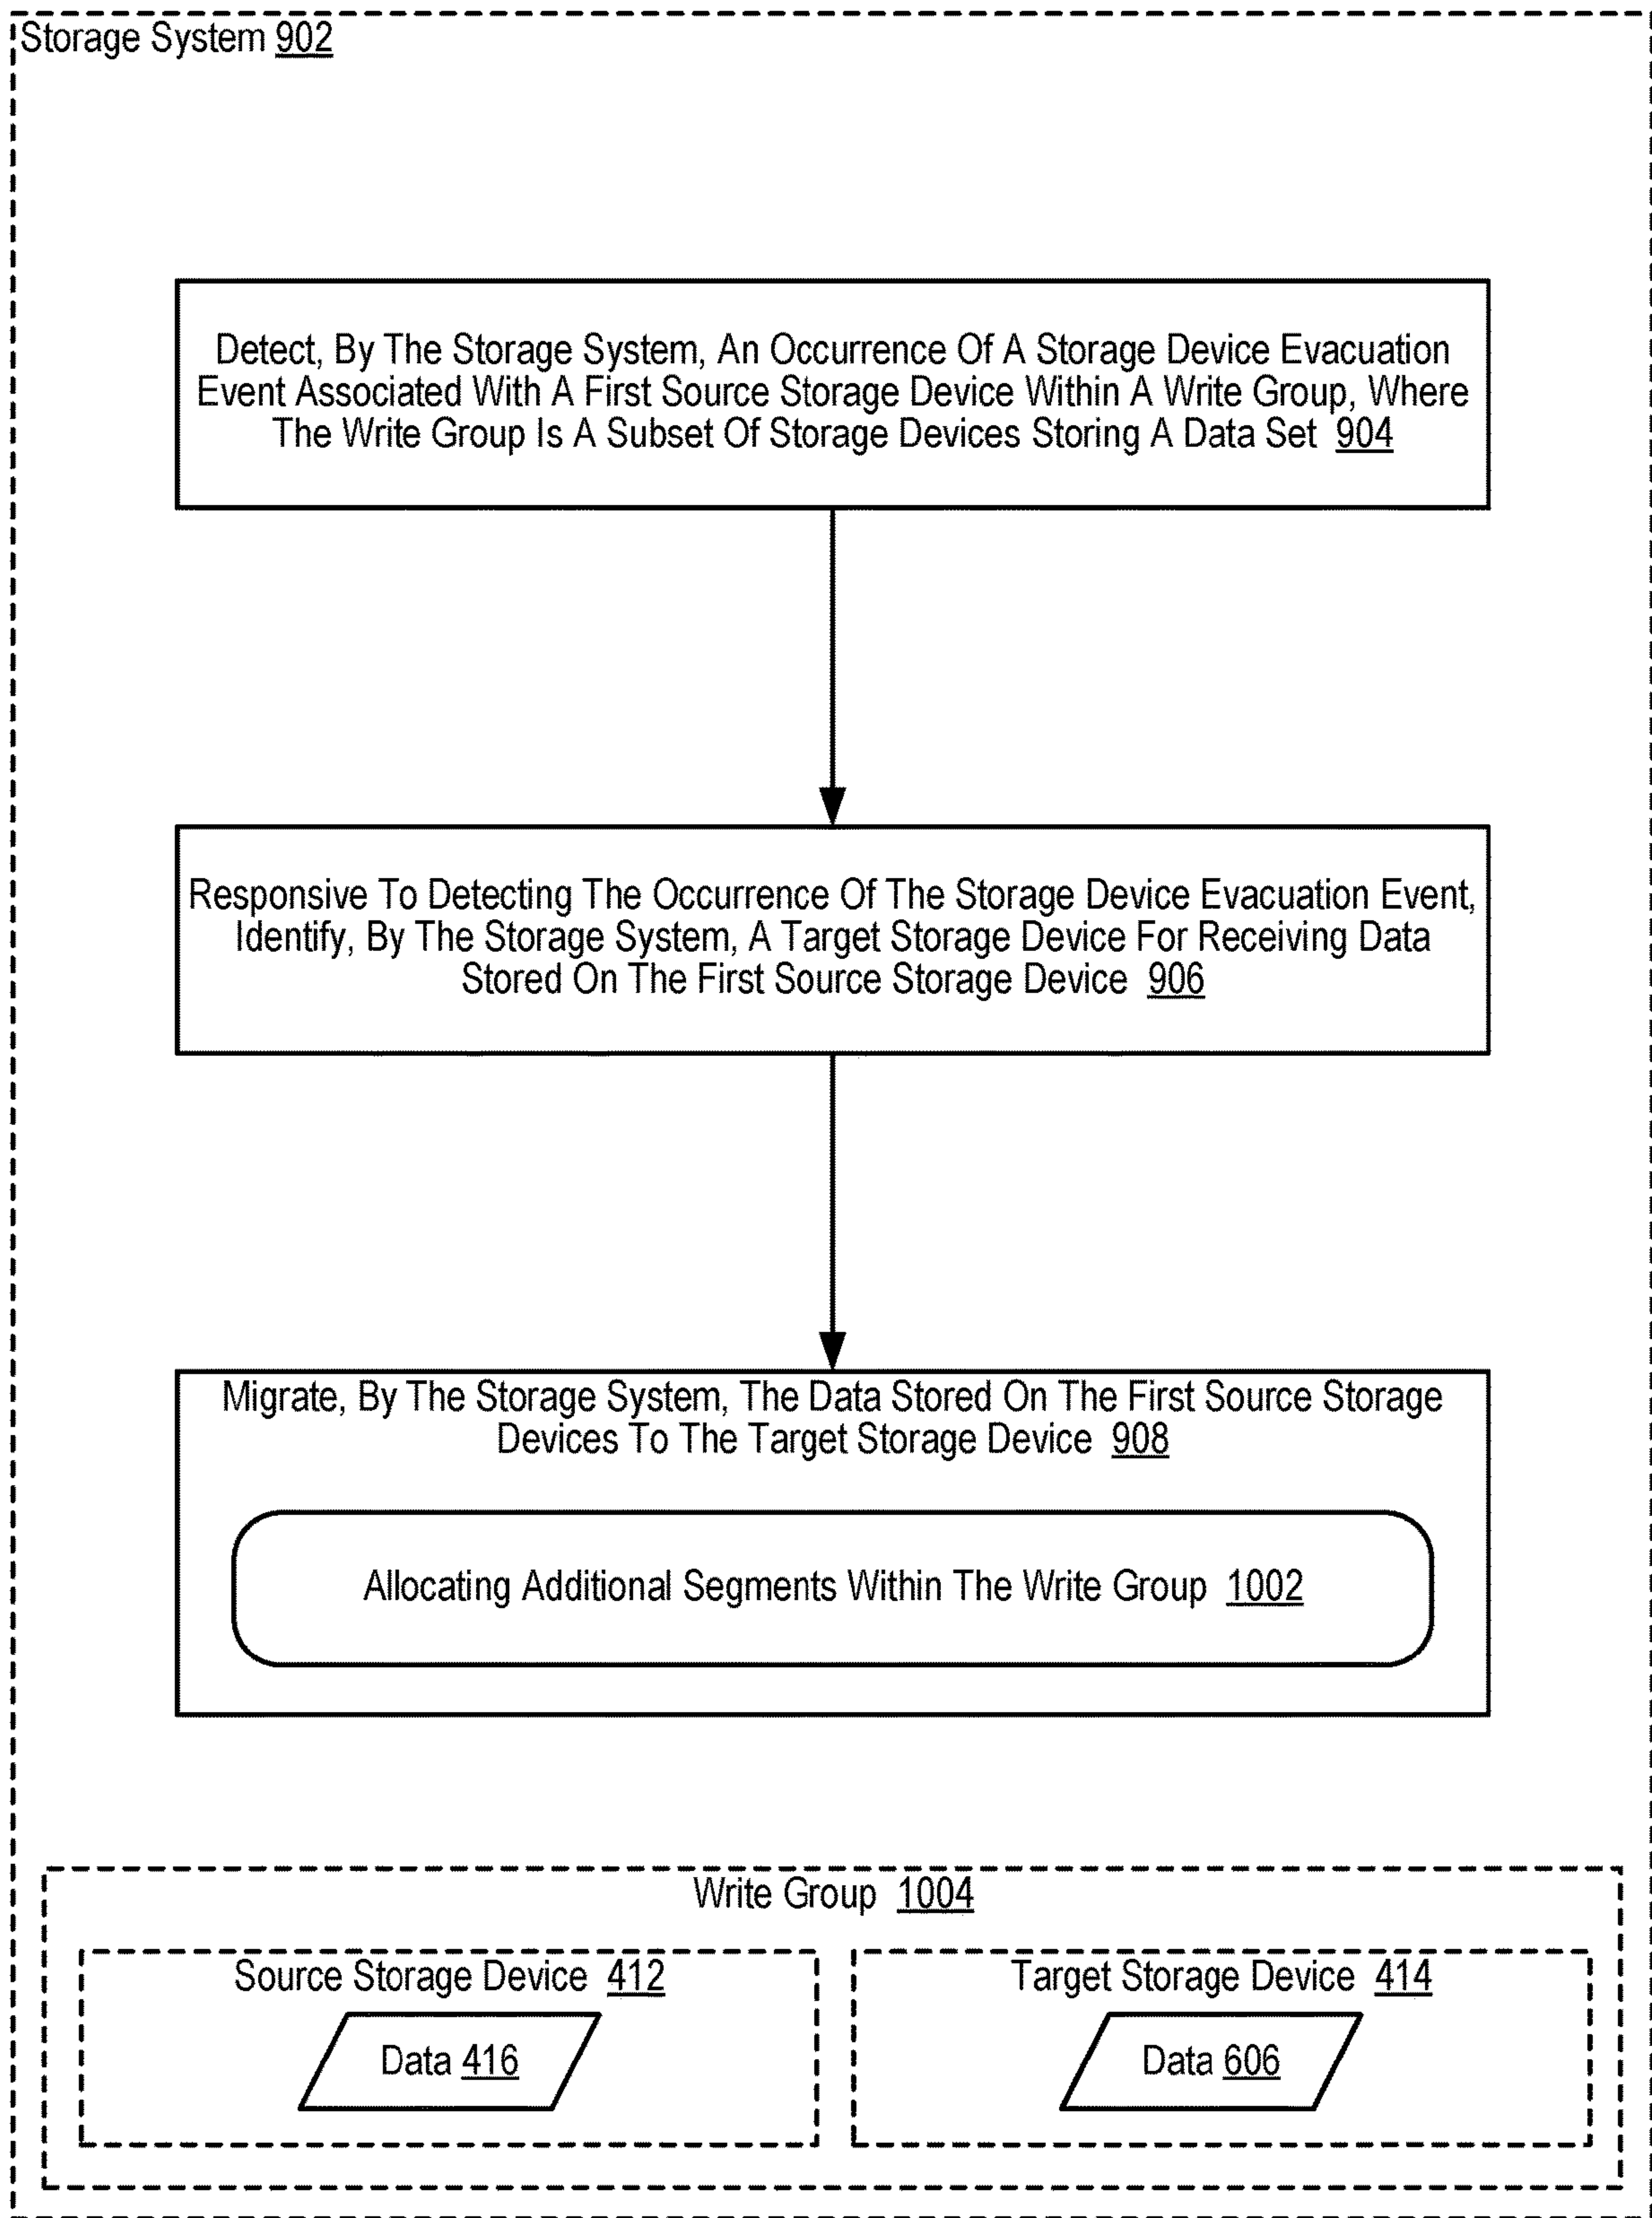 Storage System 902
Detect, By The Storage System, An Occurrence Of A Storage Device Evacuation
Event Associated With A First Source Storage Device Within A Write Group, Where
The Write Group Is A Subset Of Storage Devices Storing A Data Set 904
Responsive To Detecting The Occurrence Of The Storage Device Evacuation Event,
Identify, By The Storage System, A Target Storage Device For Receiving Data
Stored On The First Source Storage Device 906
Migrate, By The Storage System, The Data Stored On The First Source Storage
Devices To The Target Storage Device 908
Allocating Additional Segments Within The Write Group 1002
Write Group 1004
Source Storage Device 412
Data 416
Target Storage Device 414
Data 606